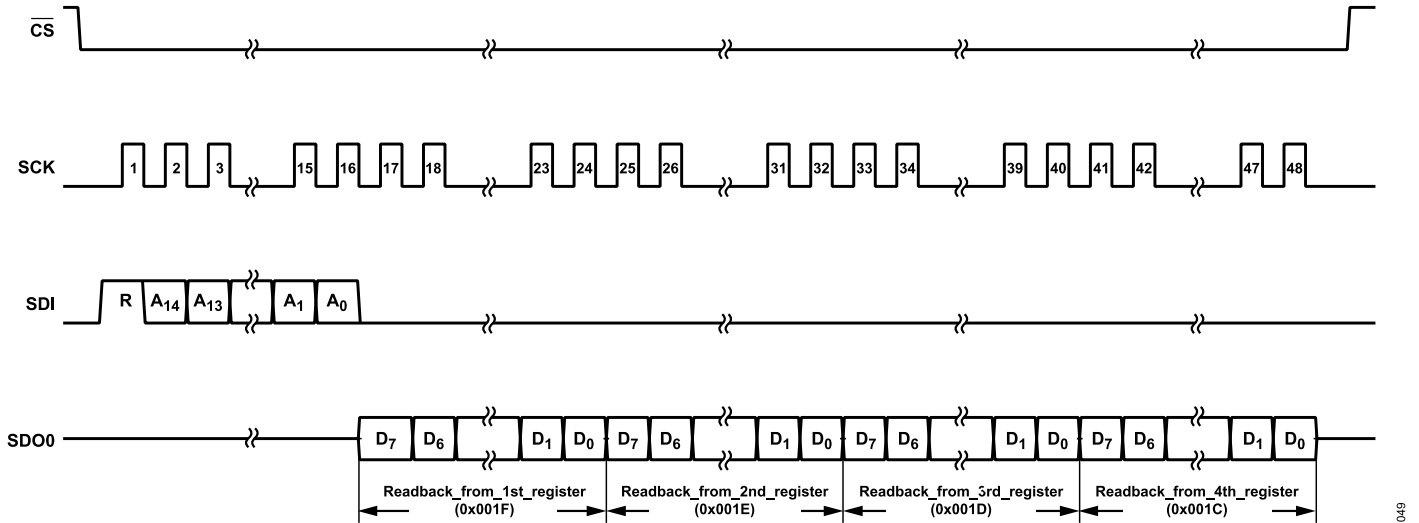 CS
SCK 1 2 3 15 16 17 18 23 24 25 26 31 32 33 34 39 40 41 42 47 48
SDI R A14 A13 A1 A0
SDO0 D7 D6 D1 D0 D7 D6 D1 D0 D7 D6 D1 D0 D7 D6 D1 D0
Readback_from_1st_register Readback_from_2nd_register Readback_from_3rd_register Readback_from_4th_register
(0x001F) (0x001E) (0x001D) (0x001C)
049